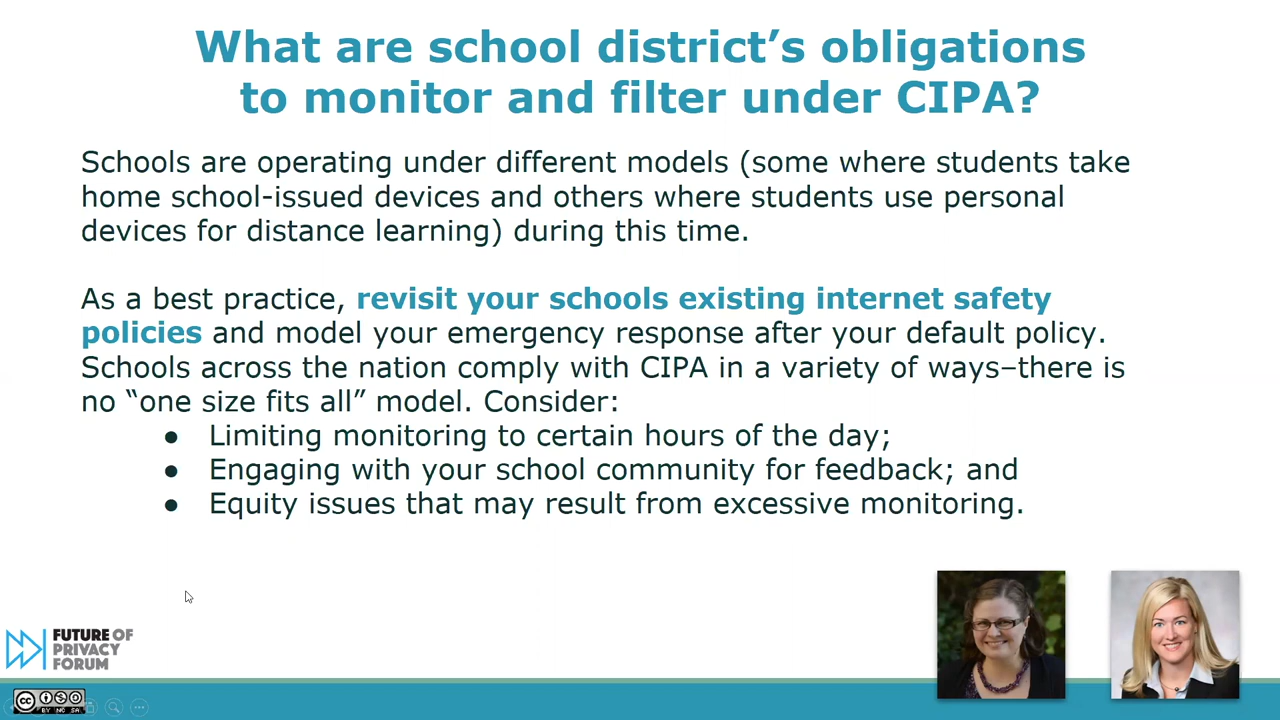 What are school district’s obligations
to monitor and filter under CIPA?
Schools are operating under different models (some where students take
home school-issued devices and others where students use personal
devices for distance learning) during this time.
As a best practice, revisit your schools existing internet safety
policies and model your emergency response after your default policy.
Schools across the nation comply with CIPA in a variety of ways–there is
no “one size fits all” model. Consider:
● Limiting monitoring to certain hours of the day;
● Engaging with your school community for feedback; and
● Equity issues that may result from excessive monitoring.
FUTURE OF
PRIVACY
FORUM
cc
BY NC SA